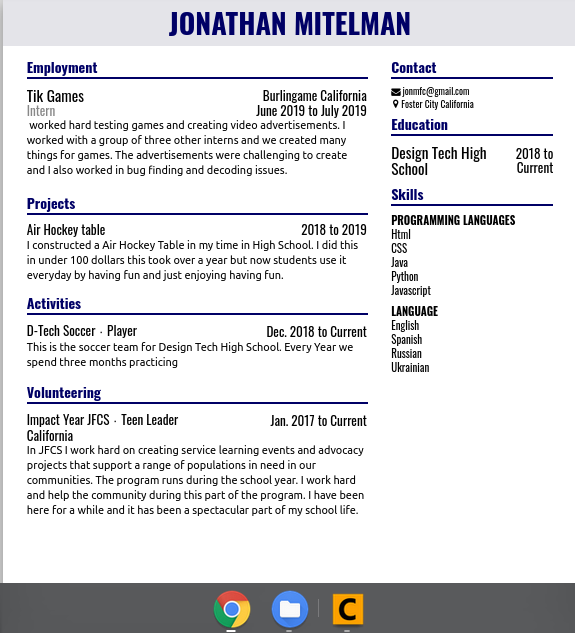 JONATHAN MITELMAN
Employment
Tik Games Burlingame California
Intern June 2019 to July 2019
worked hard testing games and creating video advertisements. I
worked with a group of three other interns and we created many
things for games. The advertisements were challenging to create
and I also worked in bug finding and decoding issues.
Projects
Air Hockey table 2018 to 2019
I constructed a Air Hockey Table in my time in High School. I did this
in under 100 dollars this took over a year but now students use it
everyday by having fun and just enjoying having fun.
Activities
D-Tech Soccer · Player Dec. 2018 to Current
This is the soccer team for Design Tech High School. Every Year we
spend three months practicing
Volunteering
Impact Year JFCS · Teen Leader Jan. 2017 to Current
California
In JFCS I work hard on creating service learning events and advocacy
projects that support a range of populations in need in our
communities. The program runs during the school year. I work hard
and help the community during this part of the program. I have been
here for a while and it has been a spectacular part of my school life.
Contact
jonmfc@gmail.com
Foster City California
Education
Design Tech High 2018 to
School Current
Skills
PROGRAMMING LANGUAGES
Html
CSS
Java
Python
Javascript
LANGUAGE
English
Spanish
Russian
Ukrainian
C